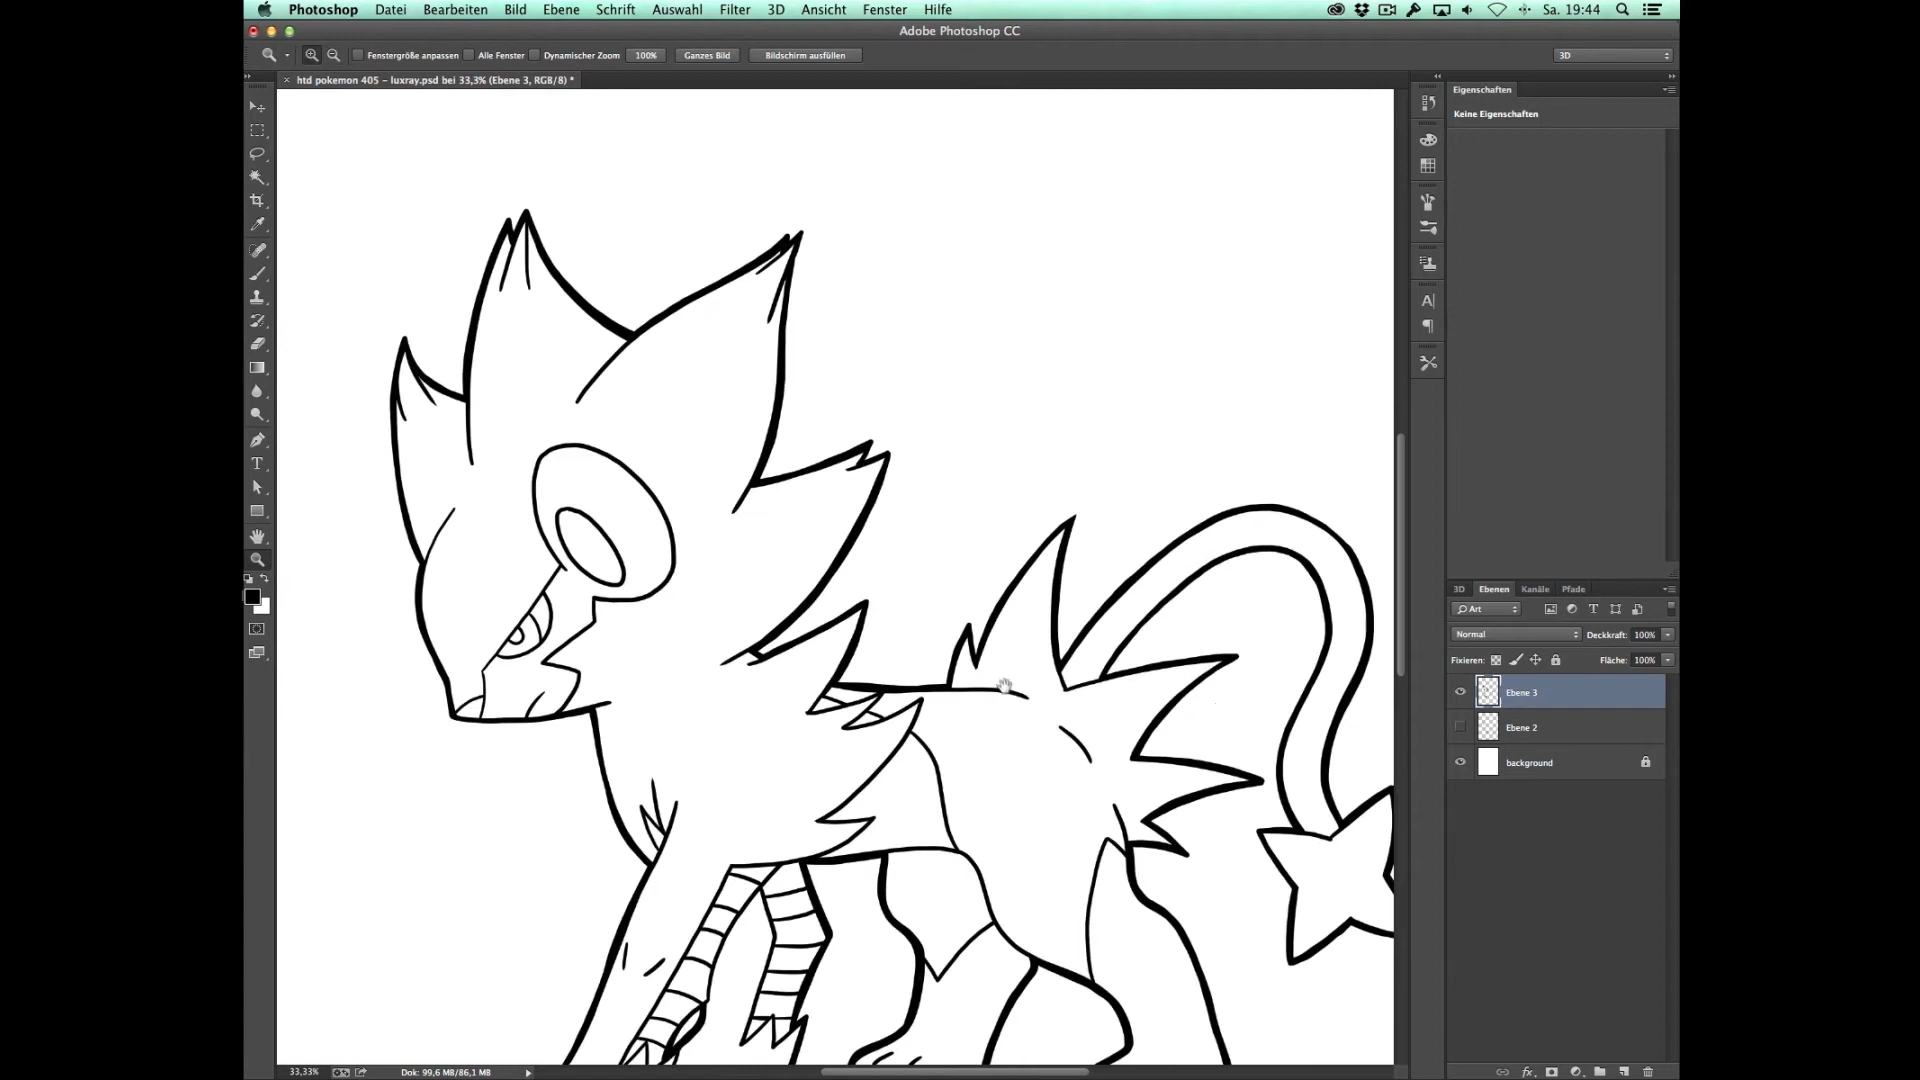 Photoshop Datei Bearbeiten Bild Ebene Schrift Auswahl Filter 3D Ansicht Fenster Hilfe Sa. 19:44
Adobe Photoshop CC
Fenstergröße anpassen Alle Fenster Dynamischer Zoom 100% Ganzes Bild Bildschirm ausfüllen 3D
htd pokemon 405 – luxray.psd bei 33,3% (Ebene 3, RGB/8) *
Eigenschaften
Keine Eigenschaften
3D Ebenen Kanäle Pfade
Art
Normal Deckkraft: 100%
Fixieren: Fläche: 100%
Ebene 3
Ebene 2
background
33,33% Dok: 99,6 MB/86,1 MB